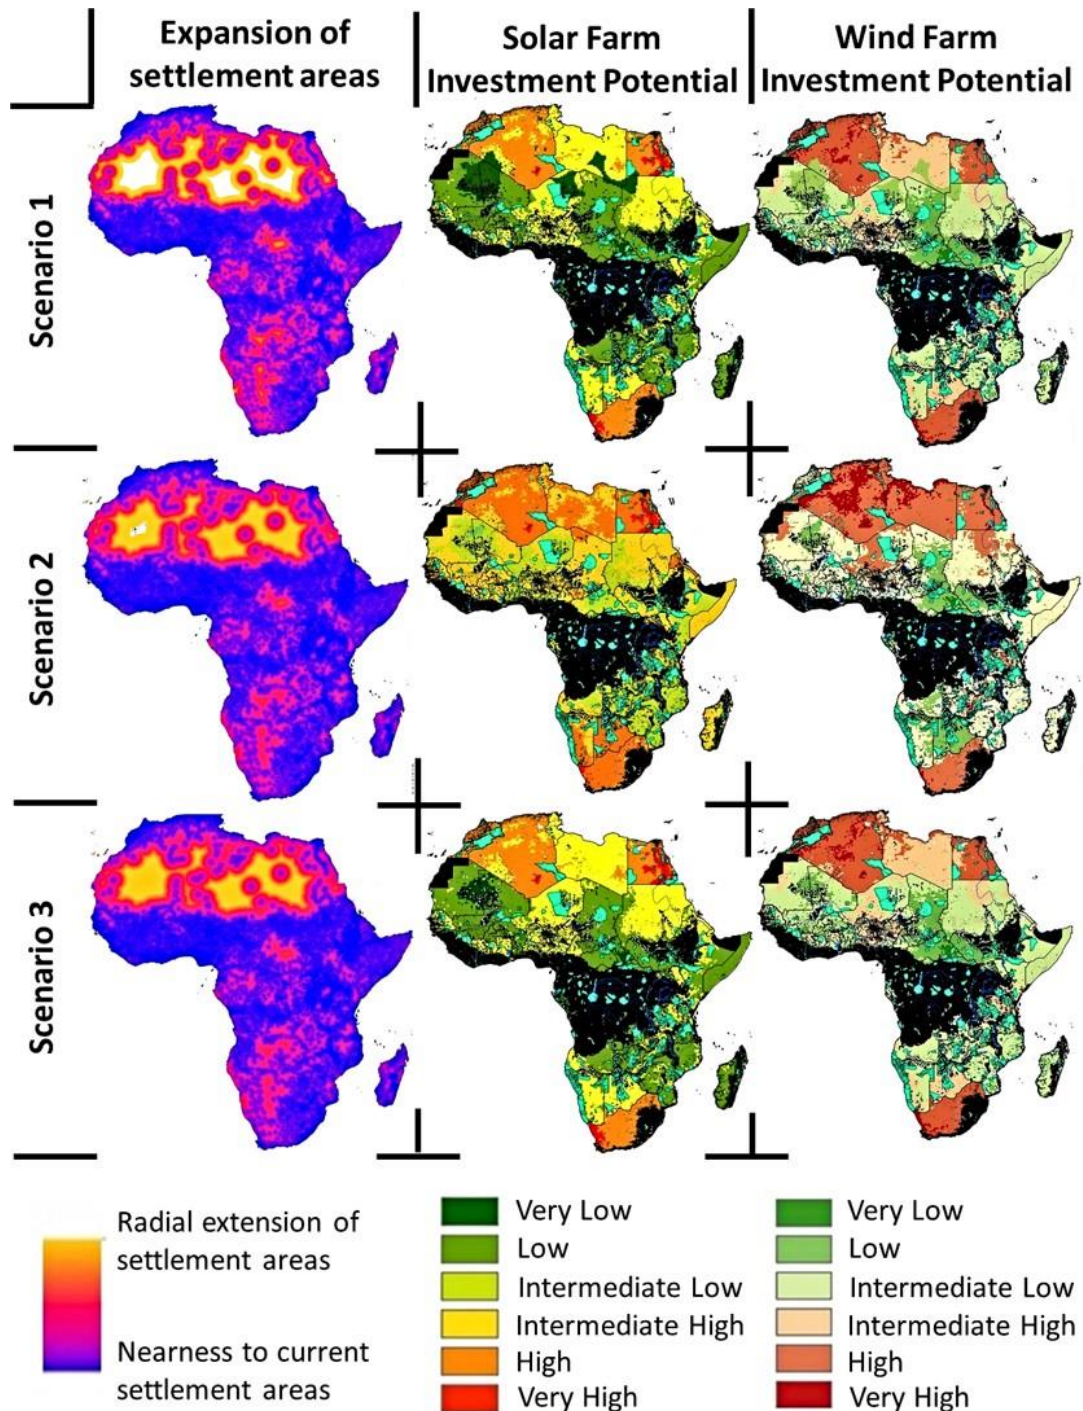 Expansion of
settlement areas
Solar Farm
Investment Potential
Wind Farm
Investment Potential
Scenario 1
Scenario 2
Scenario 3
Radial extension of
settlement areas
Nearness to current
settlement areas
Very Low
Low
Intermediate Low
Intermediate High
High
Very High
Very Low
Low
Intermediate Low
Intermediate High
High
Very High